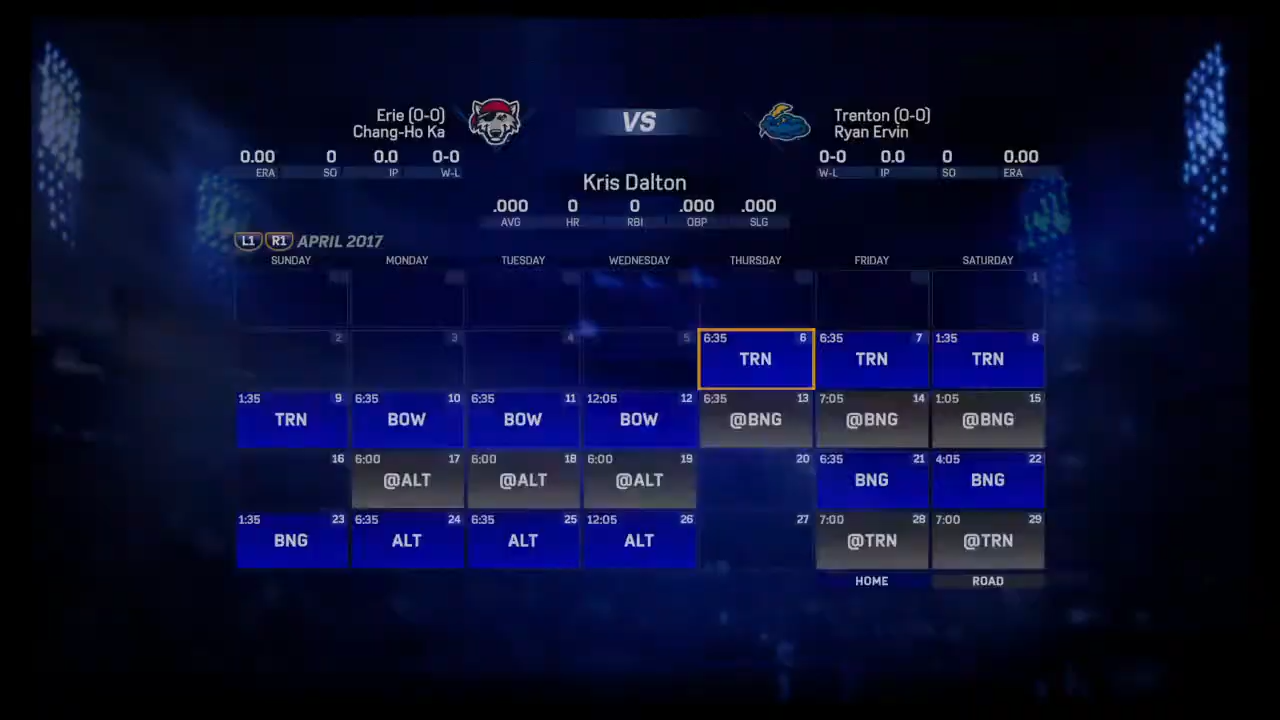 Erie (0-0)
Chang-Ho Ka
VS
Trenton (0-0)
Ryan Ervin
0.00 0 0.0 0-0
ERA SO IP W-L
0-0 0.0 0 0.00
W-L IP SO ERA
Kris Dalton
.000 0 0 .000 .000
AVG HR RBI OBP SLG
L1 R1 APRIL 2017
SUNDAY MONDAY TUESDAY WEDNESDAY THURSDAY FRIDAY SATURDAY
1
2 3 4 5 6:35 6 6:35 7 1:35 8
TRN TRN TRN
1:35 9 6:35 10 6:35 11 12:05 12 6:35 13 7:05 14 1:05 15
TRN BOW BOW BOW @BNG @BNG @BNG
16 6:00 17 6:00 18 6:00 19 20 6:35 21 4:05 22
@ALT @ALT @ALT BNG BNG
1:35 23 6:35 24 6:35 25 12:05 26 27 7:00 28 7:00 29
BNG ALT ALT ALT @TRN @TRN
HOME ROAD